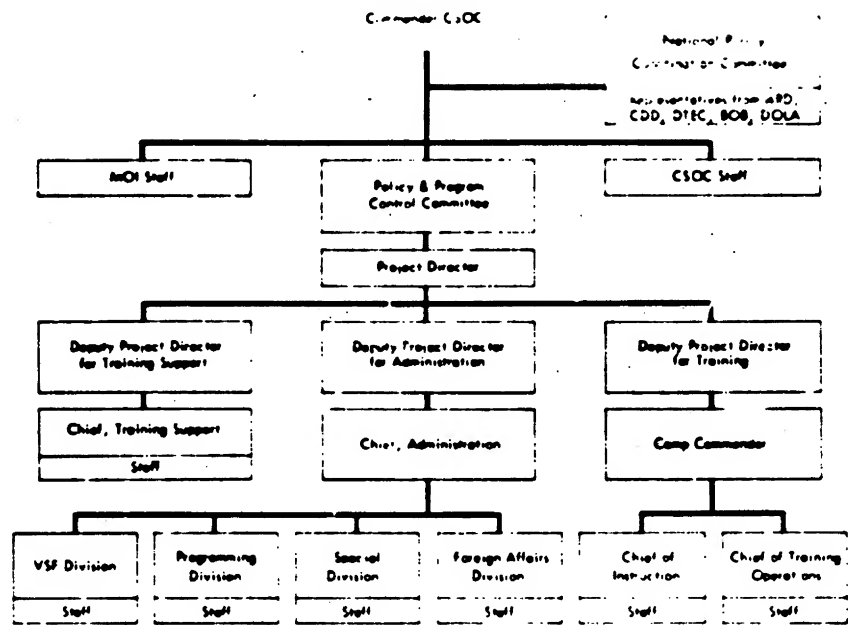 Commander CSOC
National Policy
Coordination Committee
Representatives from ARD,
CDD, DTEC, BOB, DOLA
MOI Staff
Policy & Program
Control Committee
CSOC Staff
Project Director
Deputy Project Director
for Training Support
Deputy Project Director
for Administration
Deputy Project Director
for Training
Chief, Training Support
Staff
Chief, Administration
Camp Commander
VSF Division
Staff
Programming
Division
Staff
Special
Division
Staff
Foreign Affairs
Division
Staff
Chief of
Instruction
Staff
Chief of Training
Operations
Staff